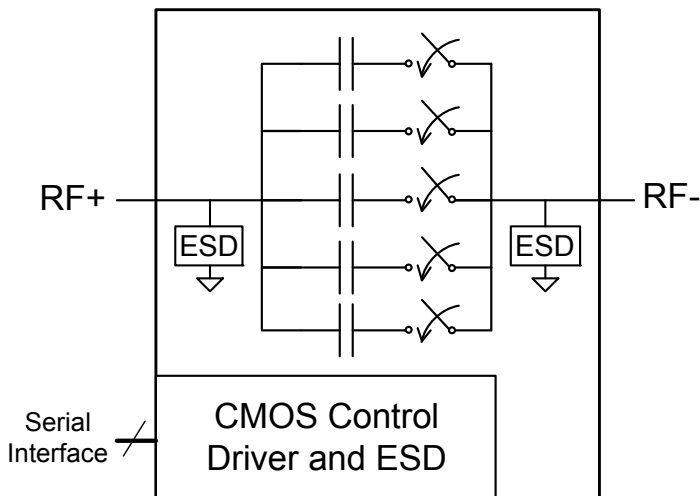 RF+
RF-
ESD
ESD
Serial
Interface
CMOS Control
Driver and ESD